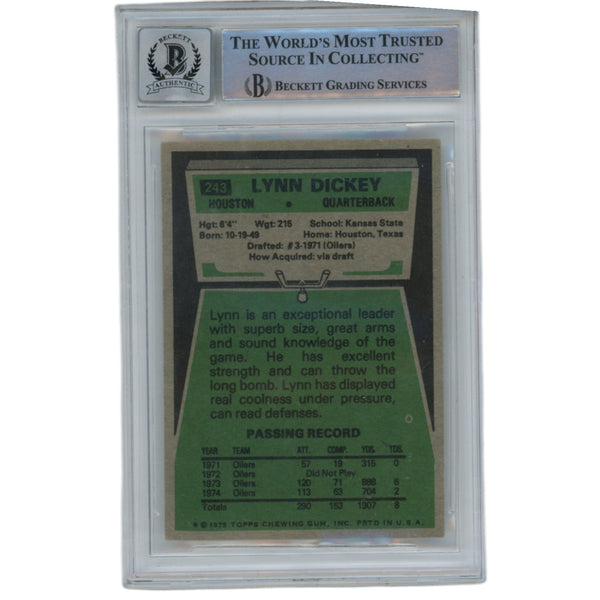 BECKETT
B
AUTHENTIC
THE WORLD'S MOST TRUSTED
SOURCE IN COLLECTING™
B BECKETT GRADING SERVICES
243 LYNN DICKEY
HOUSTON • QUARTERBACK
Hgt: 6'4" Wgt: 215 School: Kansas State
Born: 10-19-49 Home: Houston, Texas
Drafted: #3-1971 (Oilers)
How Acquired: via draft
Lynn is an exceptional leader
with superb size, great arms
and sound knowledge of the
game. He has excellent
strength and can throw the
long bomb. Lynn has displayed
real coolness under pressure,
can read defenses.
PASSING RECORD
YEAR TEAM ATT. COMP. YDS. TDS.
1971 Oilers 57 19 315 0
1972 Oilers Did Not Play
1973 Oilers 120 71 888 6
1974 Oilers 113 63 704 2
Totals 290 153 1907 8
© 1975 TOPPS CHEWING GUM, INC. PRTD IN U.S.A.